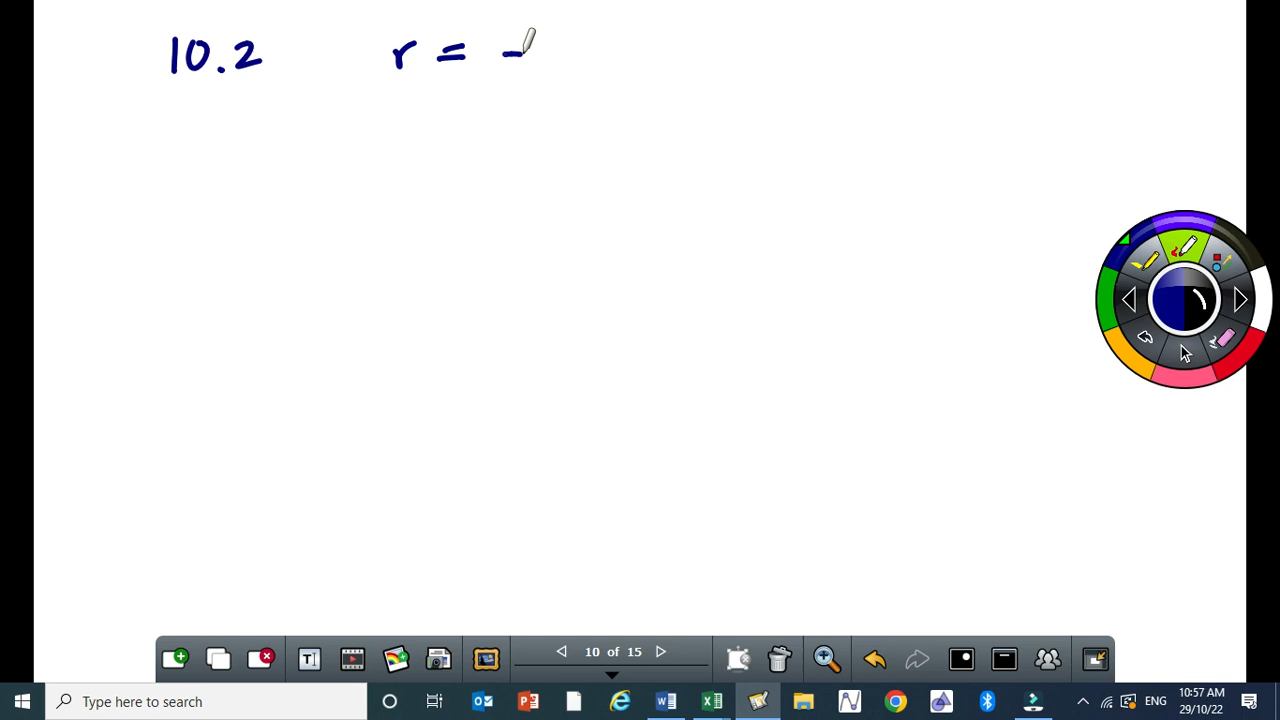 10.2 r = -
T
10 of 15
W
X
Type here to search
ENG
10:57 AM
29/10/22